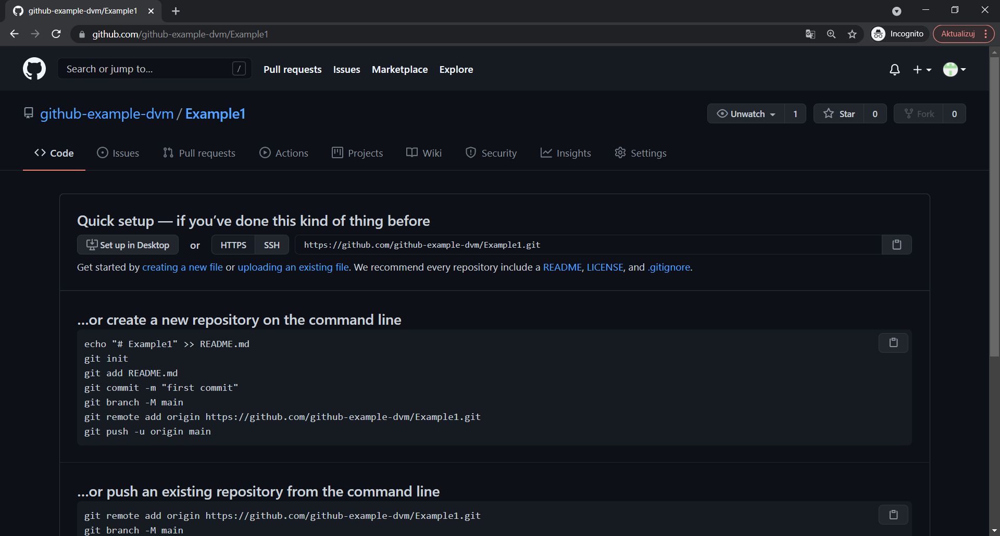 github-example-dvm/Example1
github.com/github-example-dvm/Example1
Incognito
Aktualizuj
Search or jump to...
/
Pull requests
Issues
Marketplace
Explore
github-example-dvm / Example1
Unwatch
1
Star
0
Fork
0
Code
Issues
Pull requests
Actions
Projects
Wiki
Security
Insights
Settings
Quick setup — if you’ve done this kind of thing before
Set up in Desktop
or
HTTPS
SSH
https://github.com/github-example-dvm/Example1.git
Get started by creating a new file or uploading an existing file. We recommend every repository include a README, LICENSE, and .gitignore.
…or create a new repository on the command line
echo "# Example1" >> README.md
git init
git add README.md
git commit -m "first commit"
git branch -M main
git remote add origin https://github.com/github-example-dvm/Example1.git
git push -u origin main
…or push an existing repository from the command line
git remote add origin https://github.com/github-example-dvm/Example1.git
git branch -M main